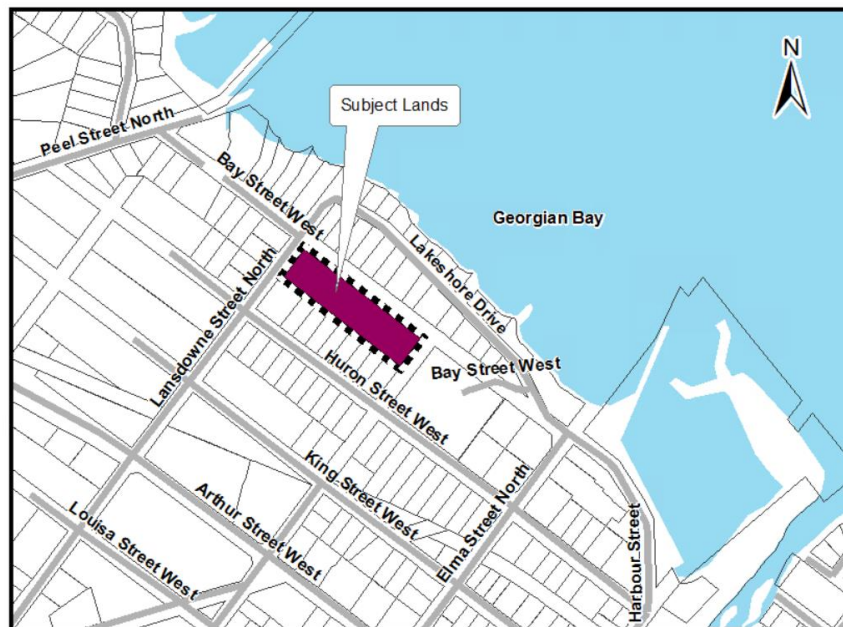 N
Subject Lands
Peel Street North
Bay Street West
Georgian Bay
Lakeshore Drive
Lansdowne Street North
Huron Street West
Bay Street West
King Street West
Arthur Street West
Louisa Street West
Elma Street North
Harbour Street